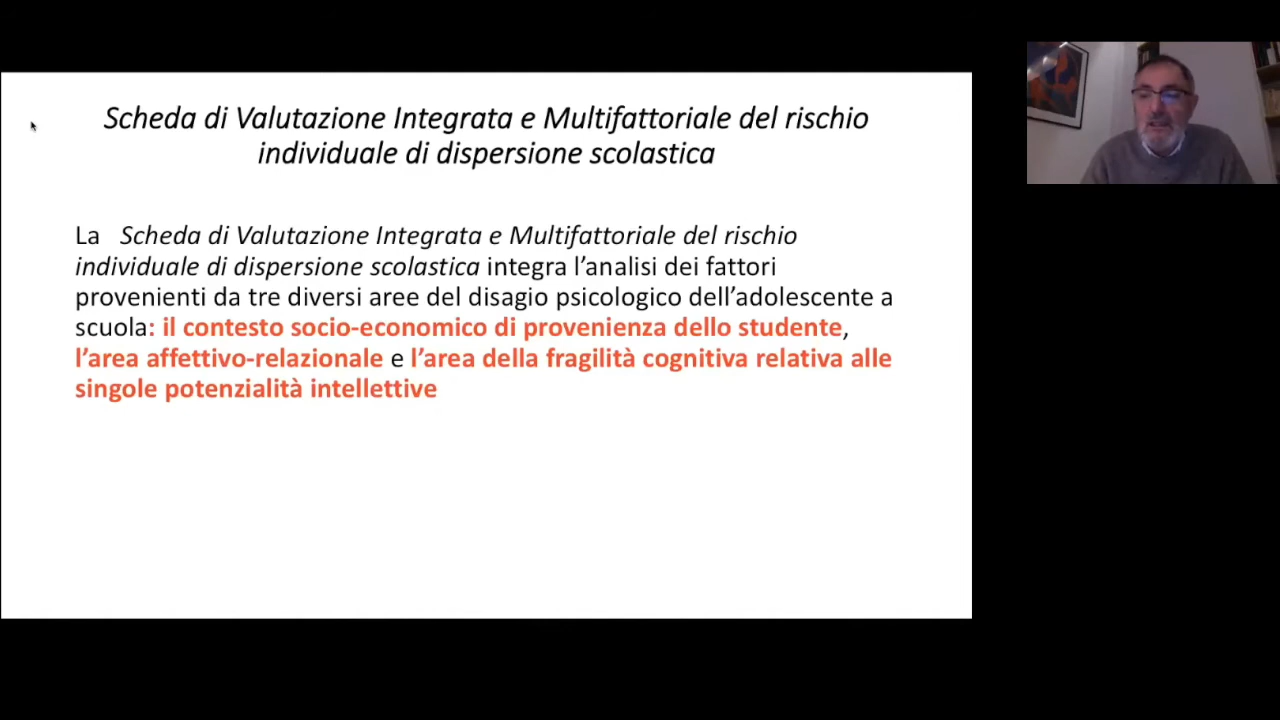 Scheda di Valutazione Integrata e Multifattoriale del rischio
individuale di dispersione scolastica
La Scheda di Valutazione Integrata e Multifattoriale del rischio
individuale di dispersione scolastica integra l’analisi dei fattori
provenienti da tre diversi aree del disagio psicologico dell’adolescente a
scuola: il contesto socio-economico di provenienza dello studente,
l’area affettivo-relazionale e l’area della fragilità cognitiva relativa alle
singole potenzialità intellettive